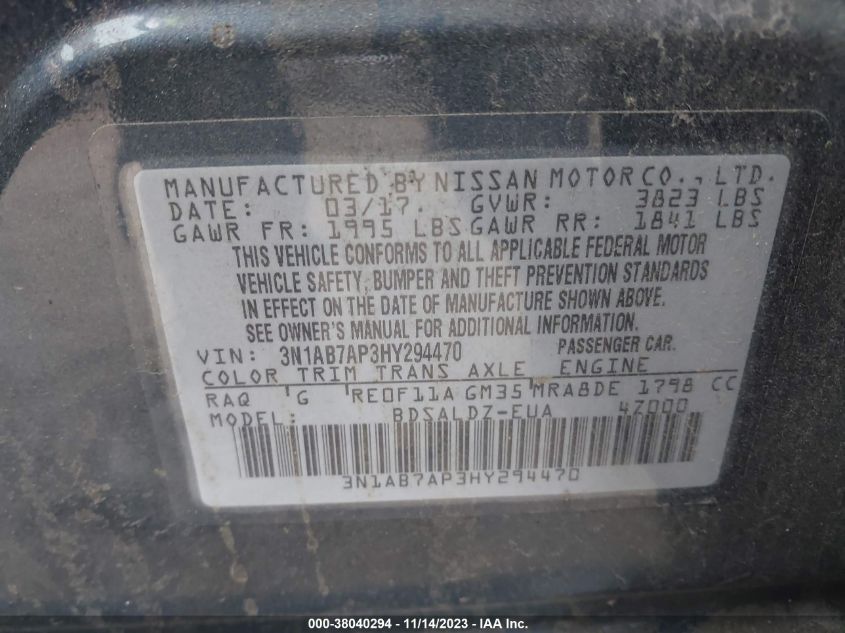 MANUFACTURED BY NISSAN MOTOR CO., LTD.
DATE: 03/17 GVWR: 3823 LBS
GAWR FR: 1995 LBS GAWR RR: 1841 LBS
THIS VEHICLE CONFORMS TO ALL APPLICABLE FEDERAL MOTOR
VEHICLE SAFETY, BUMPER AND THEFT PREVENTION STANDARDS
IN EFFECT ON THE DATE OF MANUFACTURE SHOWN ABOVE.
SEE OWNER'S MANUAL FOR ADDITIONAL INFORMATION.
VIN: 3N1AB7AP3HY294470 PASSENGER CAR.
COLOR TRIM TRANS AXLE ENGINE
RAQ G RE0F11A GM35 MRA8DE 1798 CC
MODEL: BDSALDZ-EUA 4Z000
3N1AB7AP3HY294470
000-38040294 - 11/14/2023 - IAA Inc.